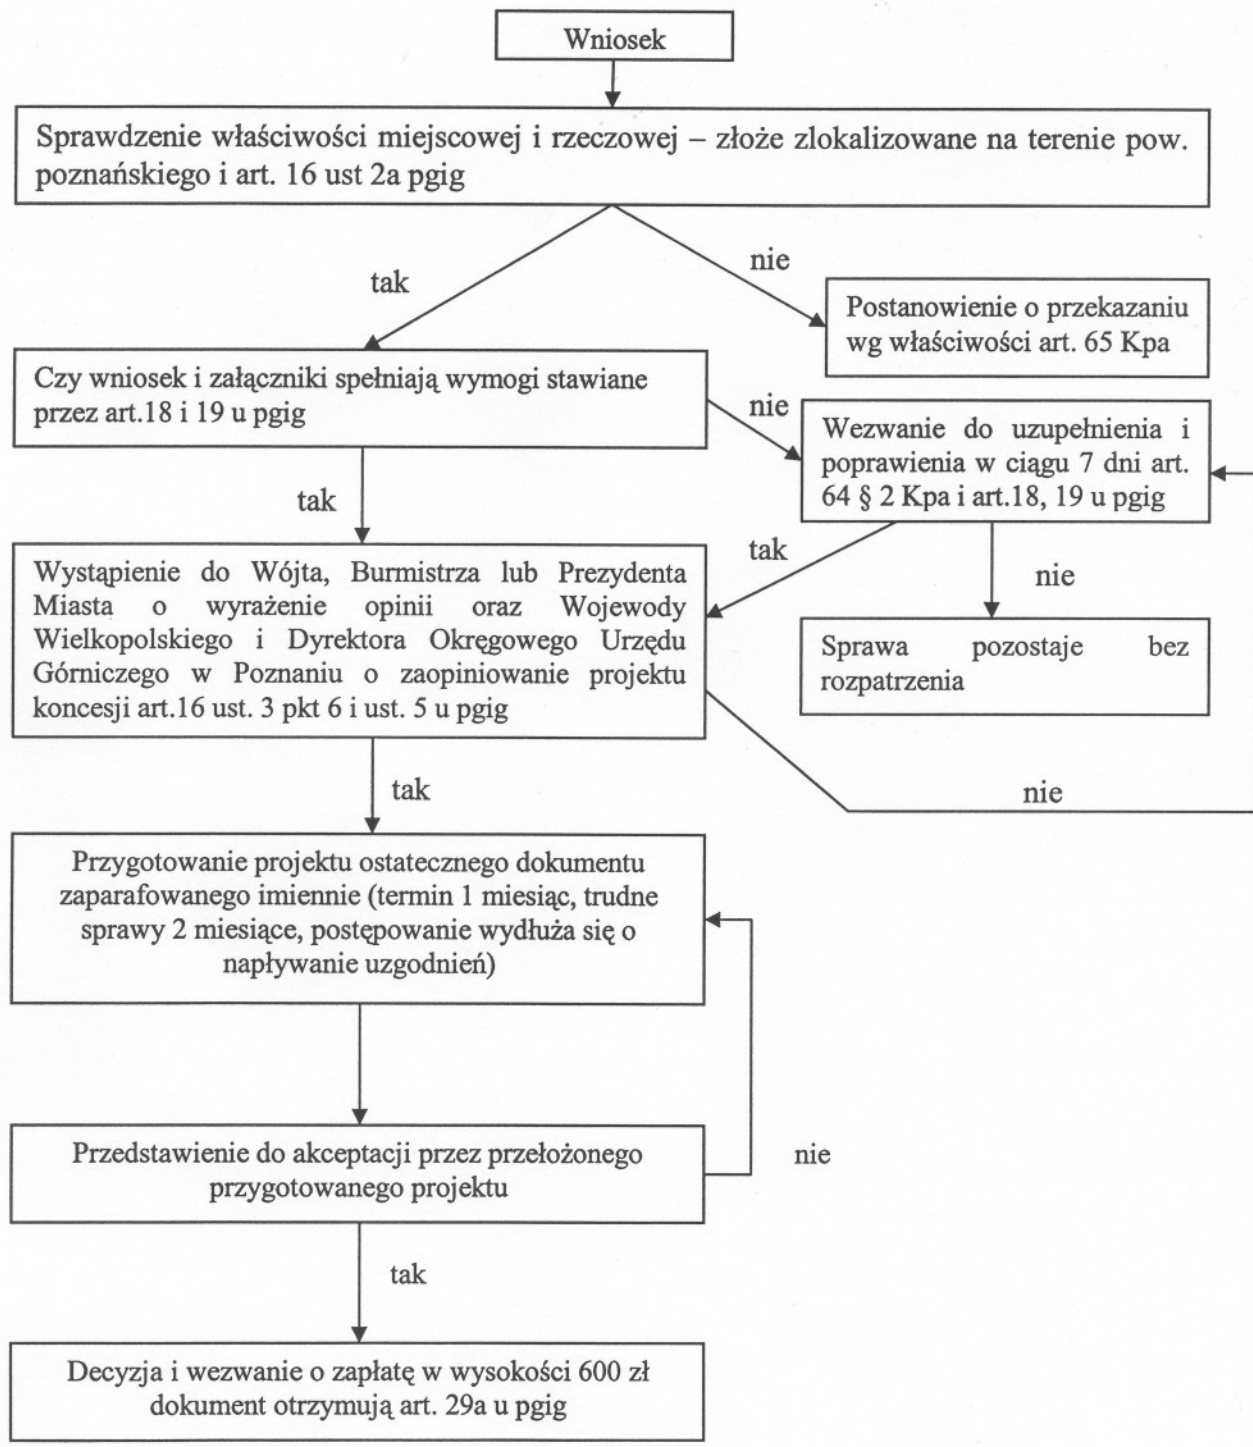 Wniosek
Sprawdzenie właściwości miejscowej i rzeczowej – złoże zlokalizowane na terenie pow.
poznańskiego i art. 16 ust 2a pgig
tak
nie
Postanowienie o przekazaniu
wg właściwości art. 65 Kpa
Czy wniosek i załączniki spełniają wymogi stawiane
przez art.18 i 19 u pgig
nie
Wezwanie do uzupełnienia i
poprawienia w ciągu 7 dni art.
64 § 2 Kpa i art.18, 19 u pgig
tak
tak
nie
Wystąpienie do Wójta, Burmistrza lub Prezydenta
Miasta o wyrażenie opinii oraz Wojewody
Wielkopolskiego i Dyrektora Okręgowego Urzędu
Górniczego w Poznaniu o zaopiniowanie projektu
koncesji art.16 ust. 3 pkt 6 i ust. 5 u pgig
Sprawa pozostaje bez
rozpatrzenia
tak
nie
Przygotowanie projektu ostatecznego dokumentu
zaparafowanego imiennie (termin 1 miesiąc, trudne
sprawy 2 miesiące, postępowanie wydłuża się o
napływanie uzgodnień)
Przedstawienie do akceptacji przez przełożonego
przygotowanego projektu
nie
tak
Decyzja i wezwanie o zapłatę w wysokości 600 zł
dokument otrzymują art. 29a u pgig